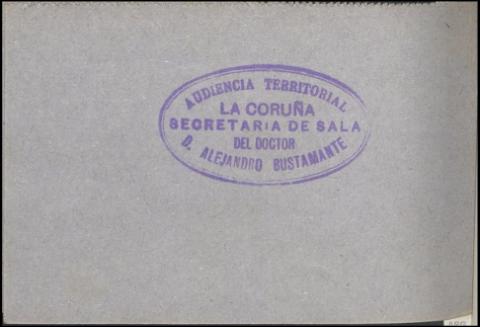 AUDIENCIA TERRITORIAL
LA CORUÑA
SECRETARIA DE SALA
DEL DOCTOR
D. ALEJANDRO BUSTAMANTE